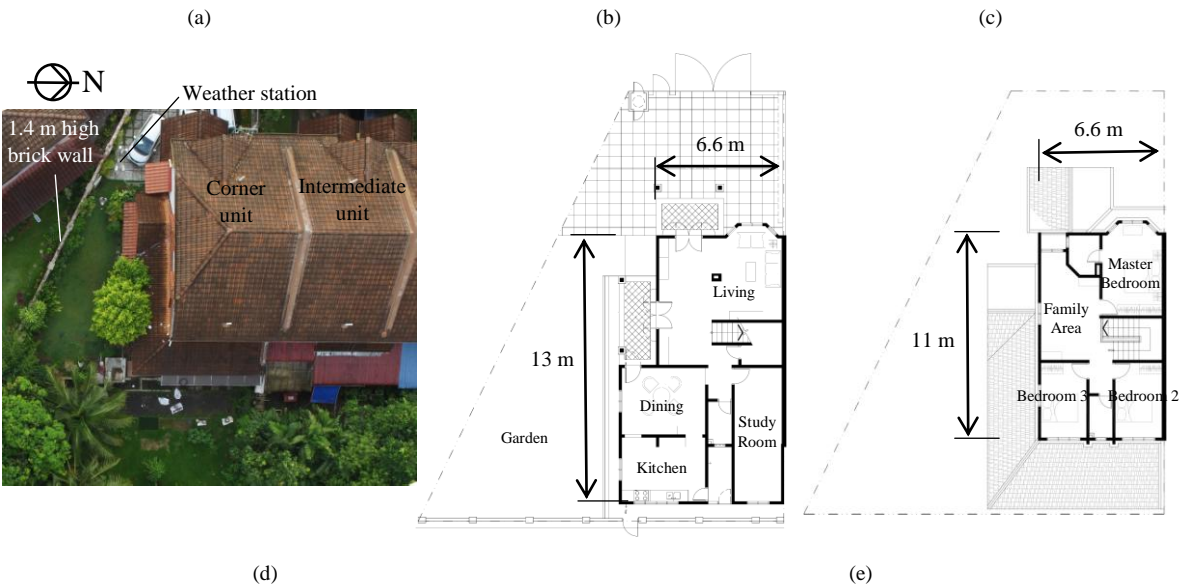 (a)
(b)
(c)
N
Weather station
1.4 m high
brick wall
Corner
unit
Intermediate
unit
6.6 m
13 m
Living
Dining
Study
Room
Kitchen
Garden
6.6 m
11 m
Master
Bedroom
Family
Area
Bedroom 3
Bedroom 2
(d)
(e)